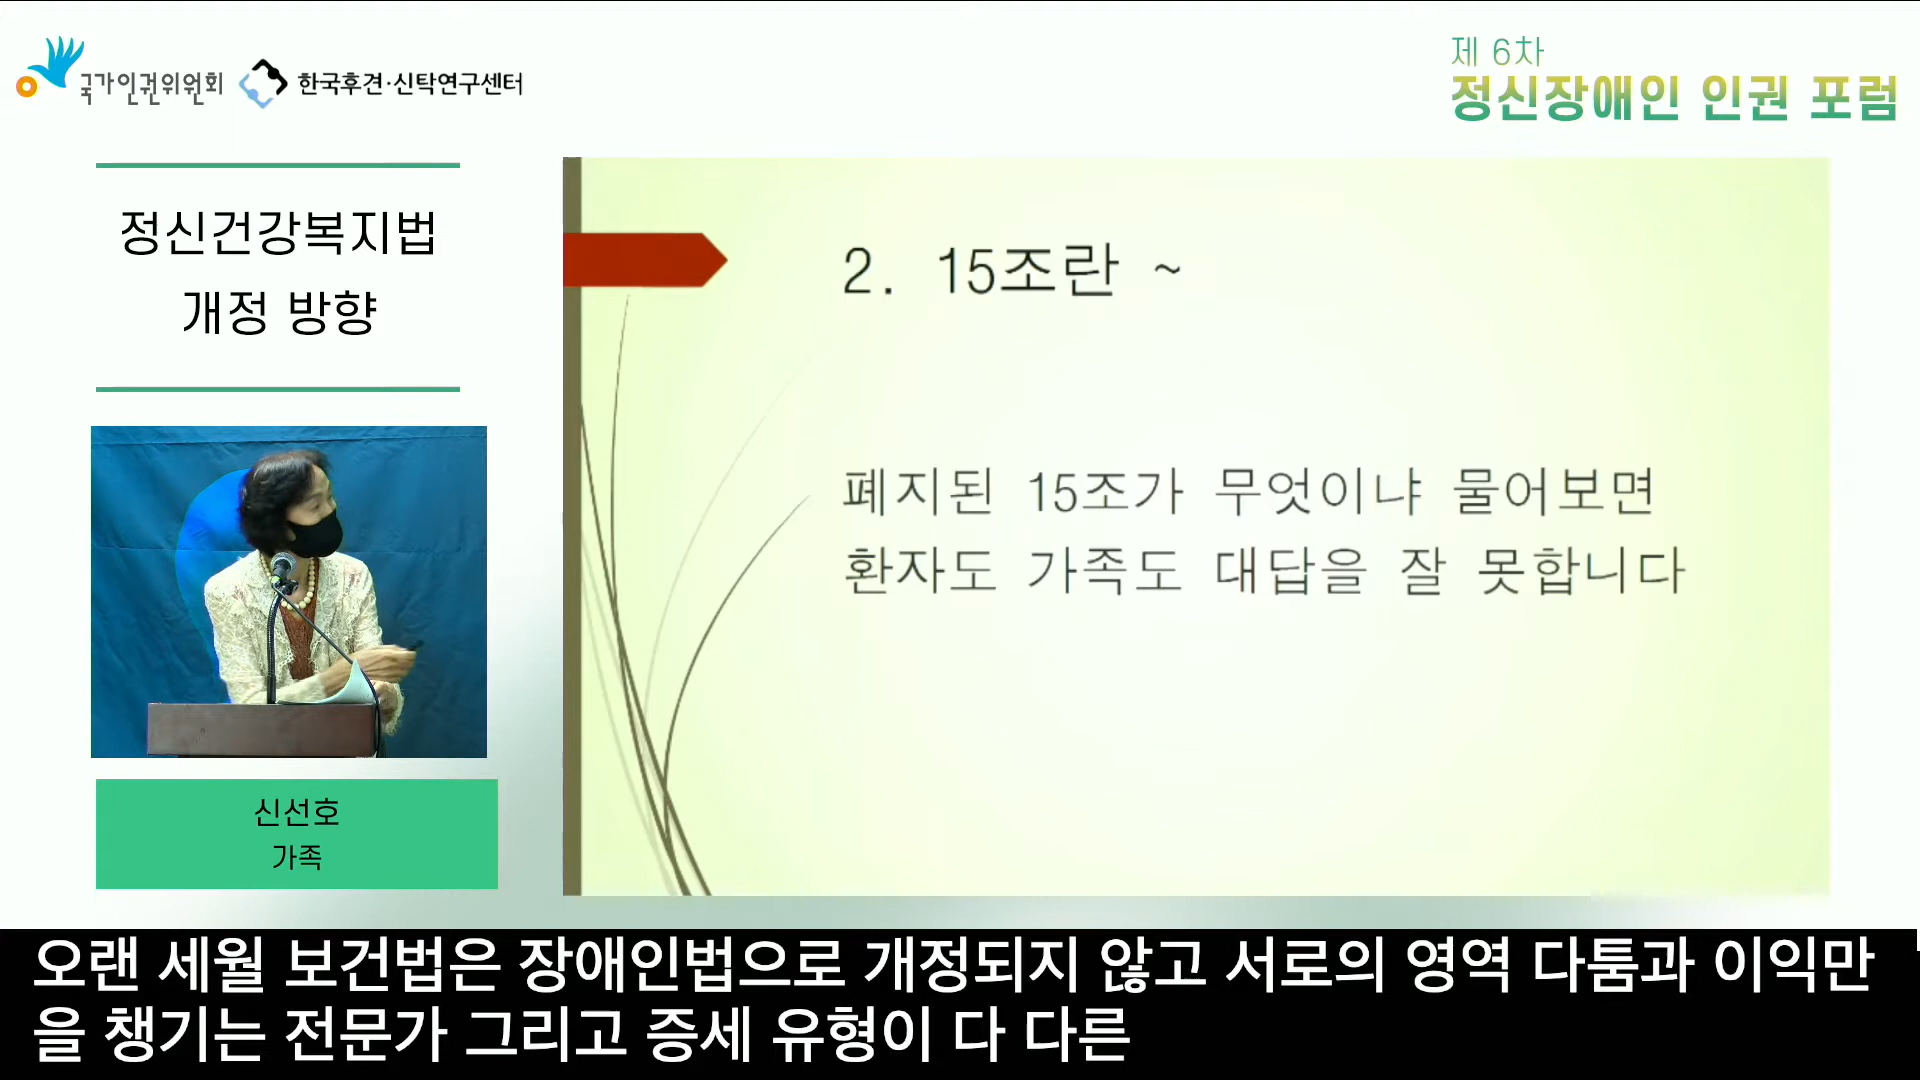 국가인권위원회
한국후견·신탁연구센터
제 6차
정신장애인 인권 포럼
정신건강복지법
개정 방향
2. 15조란 ~
폐지된 15조가 무엇이냐 물어보면
환자도 가족도 대답을 잘 못합니다
신선호
가족
오랜 세월 보건법은 장애인법으로 개정되지 않고 서로의 영역 다툼과 이익만
을 챙기는 전문가 그리고 증세 유형이 다 다른